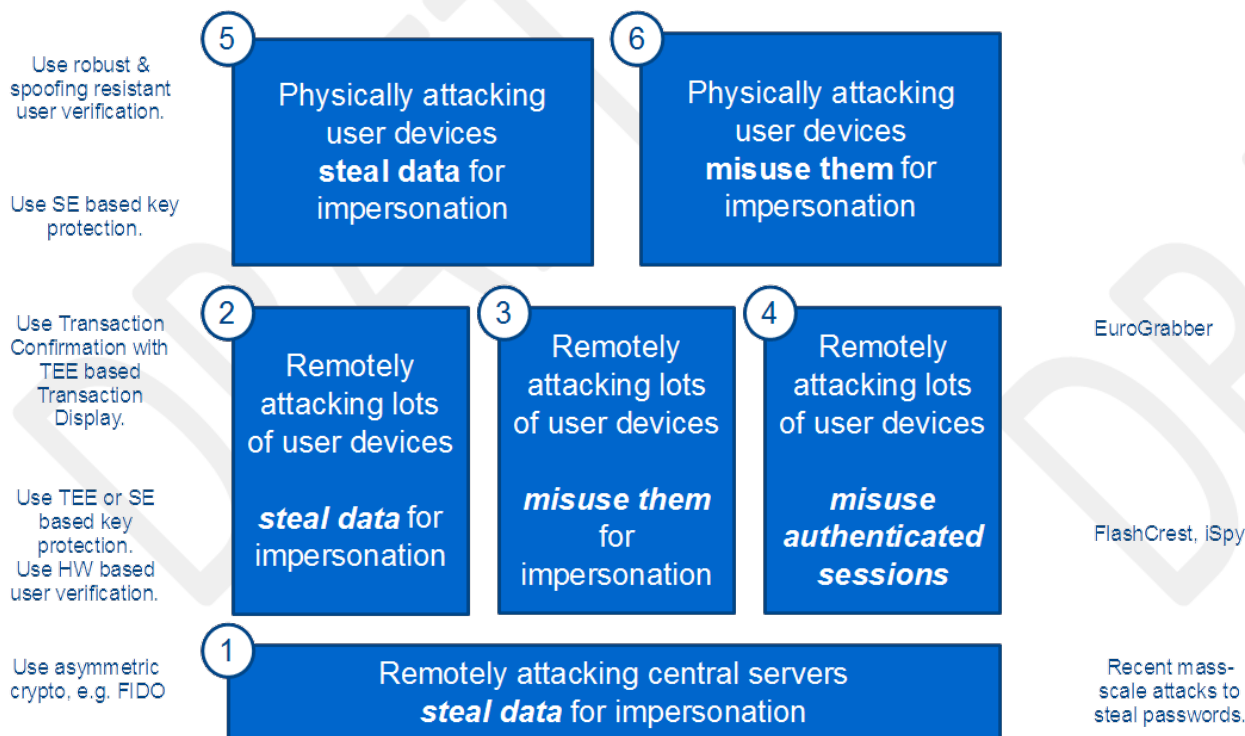 5
Physically attacking
user devices
steal data for
impersonation
6
Physically attacking
user devices
misuse them for
impersonation
Use robust &
spoofing resistant
user verification.
Use SE based key
protection.
2
Remotely
attacking lots
of user devices
steal data for
impersonation
3
Remotely
attacking lots
of user devices
misuse them
for
impersonation
4
Remotely
attacking lots
of user devices
misuse
authenticated
sessions
Use Transaction
Confirmation with
TEE based
Transaction
Display.
EuroGrabber
Use TEE or SE
based key
protection.
Use HW based
user verification.
FlashCrest, iSpy
1
Remotely attacking central servers
steal data for impersonation
Use asymmetric
crypto, e.g. FIDO
Recent mass-
scale attacks to
steal passwords.
DRAFT